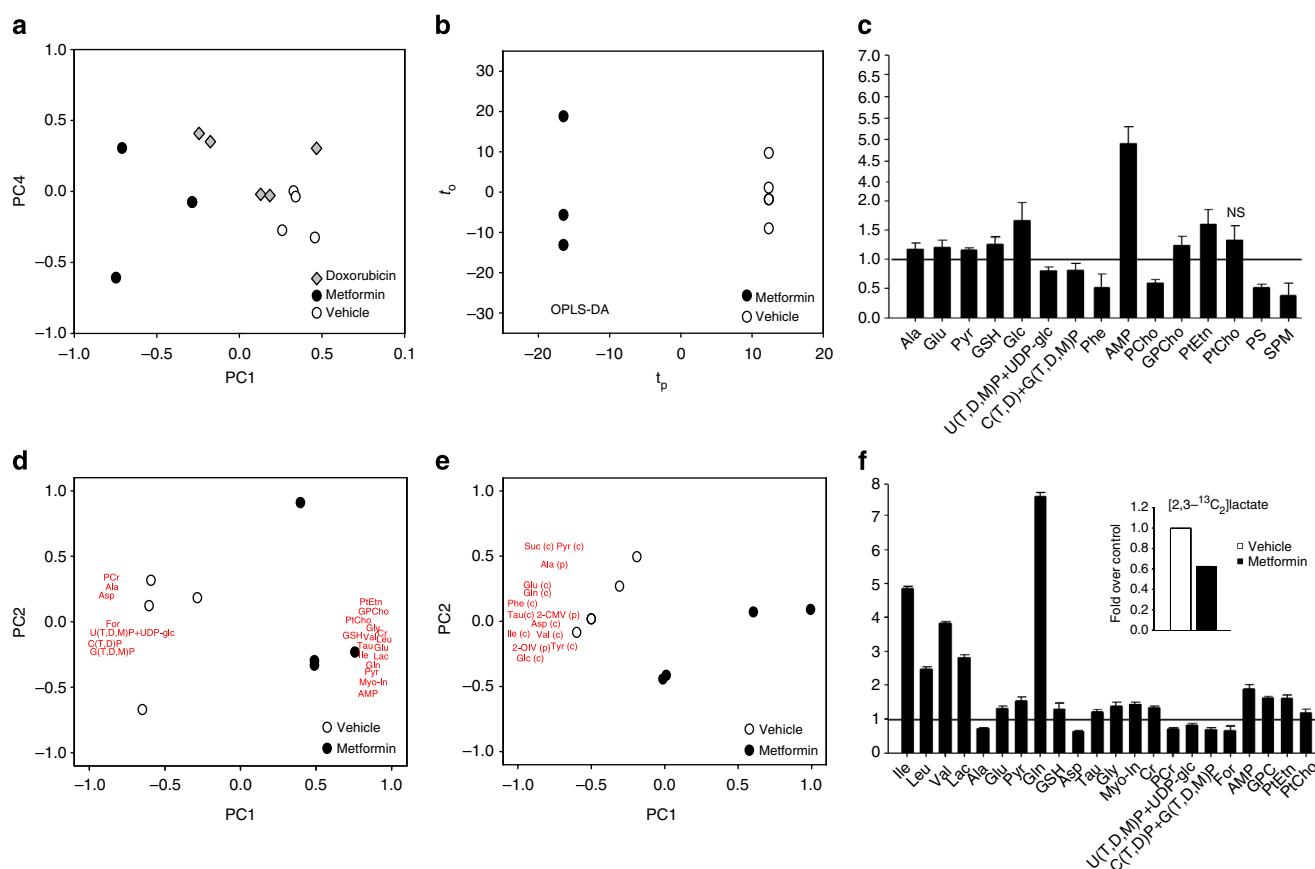 a
1.0
0.5
0.0
−0.5
−1.0
PC4
−1.0
−0.5
0.0
0.5
0.1
PC1
Doxorubicin
Metformin
Vehicle
b
30
20
10
0
−10
−20
−30
to
−20
−10
0
10
20
tp
OPLS-DA
Metformin
Vehicle
c
7.0
6.5
6.0
5.5
5.0
4.5
4.0
2.0
1.5
1.0
0.5
0.0
NS
Ala
Glu
Pyr
GSH
Glc
U(T,D,M)P+UDP-glc
C(T,D)+G(T,D,M)P
Phe
AMP
PCho
GPCho
PtEtn
PtCho
PS
SPM
d
1.0
0.5
0.0
−0.5
−1.0
PC2
−1.0
−0.5
0.0
0.5
1.0
PC1
PCr
Ala
Asp
For
U(T,D,M)P+UDP-glc
C(T,D)P
G(T,D,M)P
PtEtn
GPCho
PtCho
Gly
Cr
GSH Val Leu
Tau Glu
Ile Lac
Gln
Pyr
Myo-In
AMP
Vehicle
Metformin
e
1.0
0.5
0.0
−0.5
−1.0
PC2
−1.0
−0.5
0.0
0.5
1.0
PC1
Suc (c) Pyr (c)
Ala (p)
Glu (c)
Gln (c)
Phe (c)
Tau(c) 2-CMV (p)
Asp (c)
Ile (c) Val (c)
2-OIV (p) Tyr (c)
Glc (c)
Vehicle
Metformin
f
8
7
6
5
4
3
2
1
0
Ile
Leu
Val
Lac
Ala
Glu
Pyr
Gln
GSH
Asp
Tau
Gly
Myo-In
Cr
PCr
U(T,D,M)P+UDP-glc
C(T,D)P+G(T,D,M)P
For
AMP
GPC
PtEtn
PtCho
[2,3−¹³C₂]lactate
Fold over control
1.2
1.0
0.8
0.6
0.4
0.2
0.0
Vehicle
Metformin